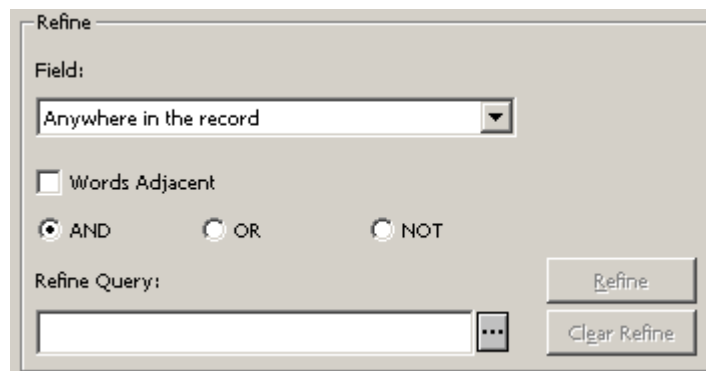 Refine
Field:
Anywhere in the record
Words Adjacent
AND OR NOT
Refine Query:
Refine
...
Clear Refine